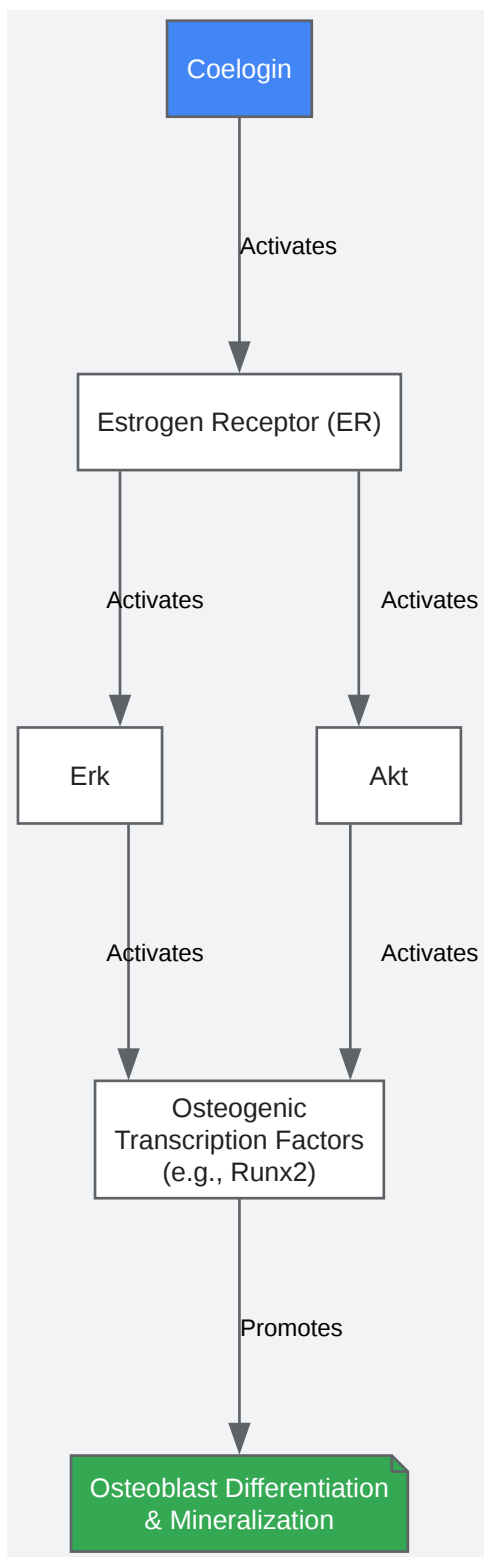 Coelogin
Activates
Estrogen Receptor (ER)
Activates
Activates
Erk
Akt
Activates
Activates
Osteogenic
Transcription Factors
(e.g., Runx2)
Promotes
Osteoblast Differentiation
& Mineralization